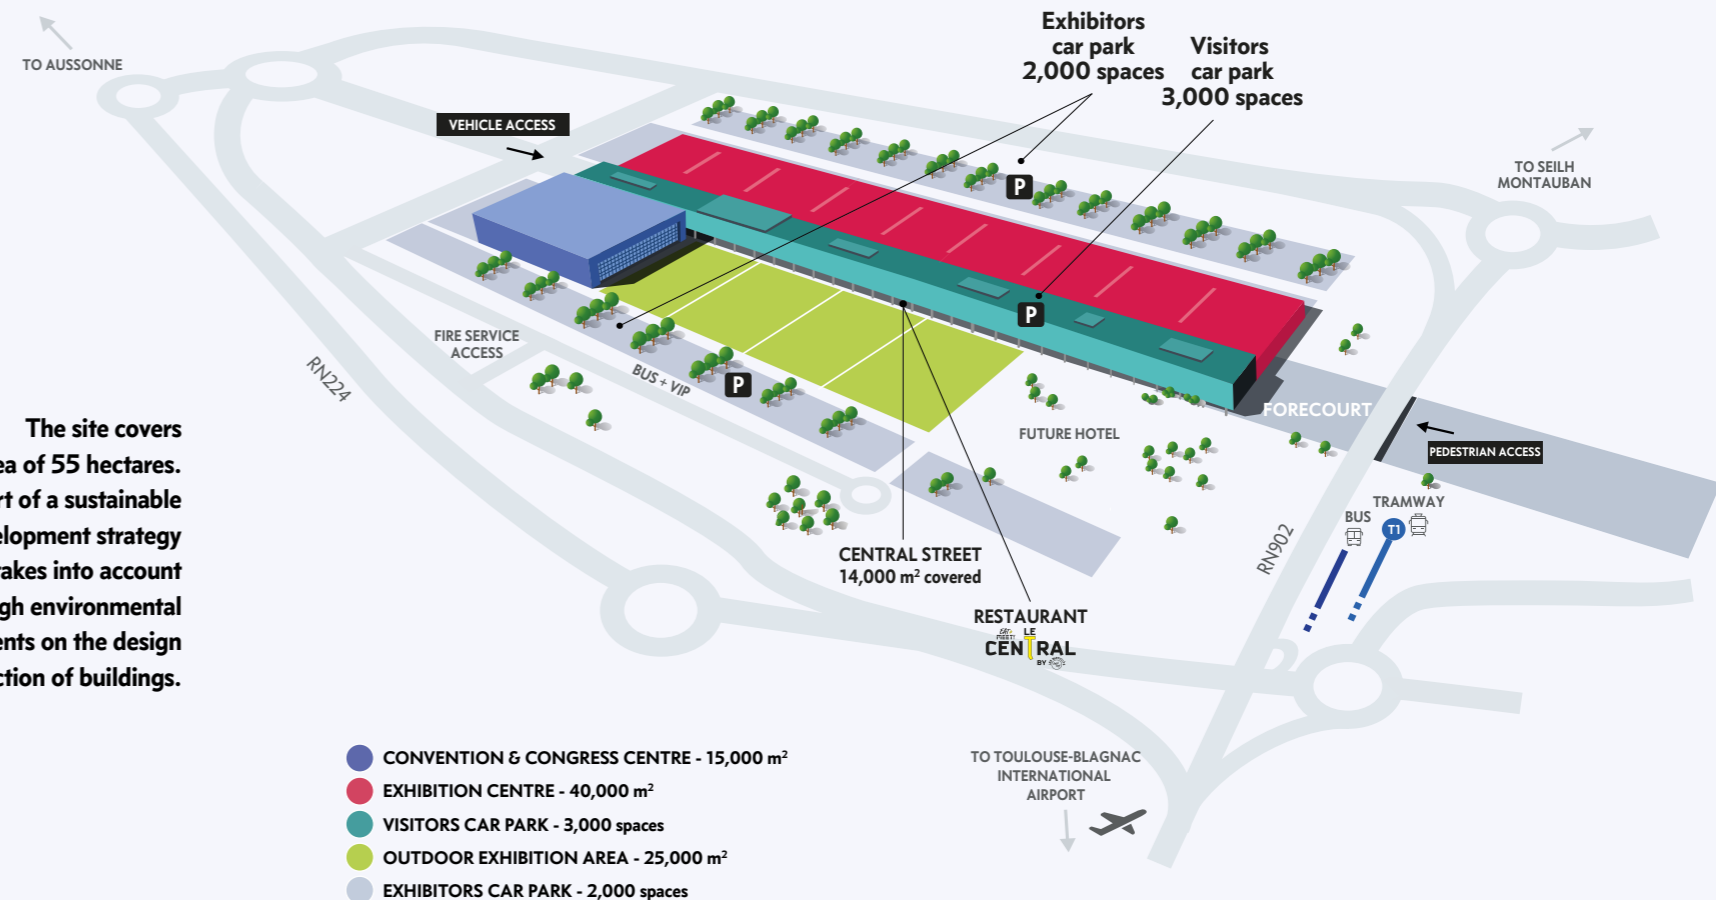 TO AUSSONNE
VEHICLE ACCESS
Exhibitors
car park
2,000 spaces
Visitors
car park
3,000 spaces
TO SEILH
MONTAUBAN
P
P
P
FIRE SERVICE
ACCESS
RN224
BUS + VIP
FORECOURT
FUTURE HOTEL
PEDESTRIAN ACCESS
TRAMWAY
BUS
T1
RN902
The site covers
ea of 55 hectares.
rt of a sustainable
elopment strategy
akes into account
gh environmental
ents on the design
ction of buildings.
CENTRAL STREET
14,000 m² covered
RESTAURANT
LE
CENTRAL
BY
TO TOULOUSE-BLAGNAC
INTERNATIONAL
AIRPORT
CONVENTION & CONGRESS CENTRE - 15,000 m²
EXHIBITION CENTRE - 40,000 m²
VISITORS CAR PARK - 3,000 spaces
OUTDOOR EXHIBITION AREA - 25,000 m²
EXHIBITORS CAR PARK - 2,000 spaces